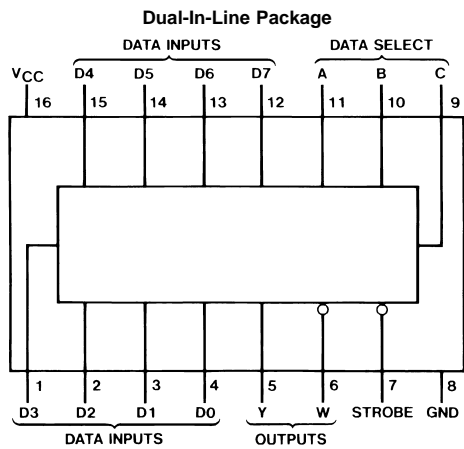 Dual-In-Line Package
DATA INPUTS DATA SELECT
VCC D4 D5 D6 D7 A B C
16 15 14 13 12 11 10 9
1 2 3 4 5 6 7 8
D3 D2 D1 D0 Y W STROBE GND
DATA INPUTS OUTPUTS